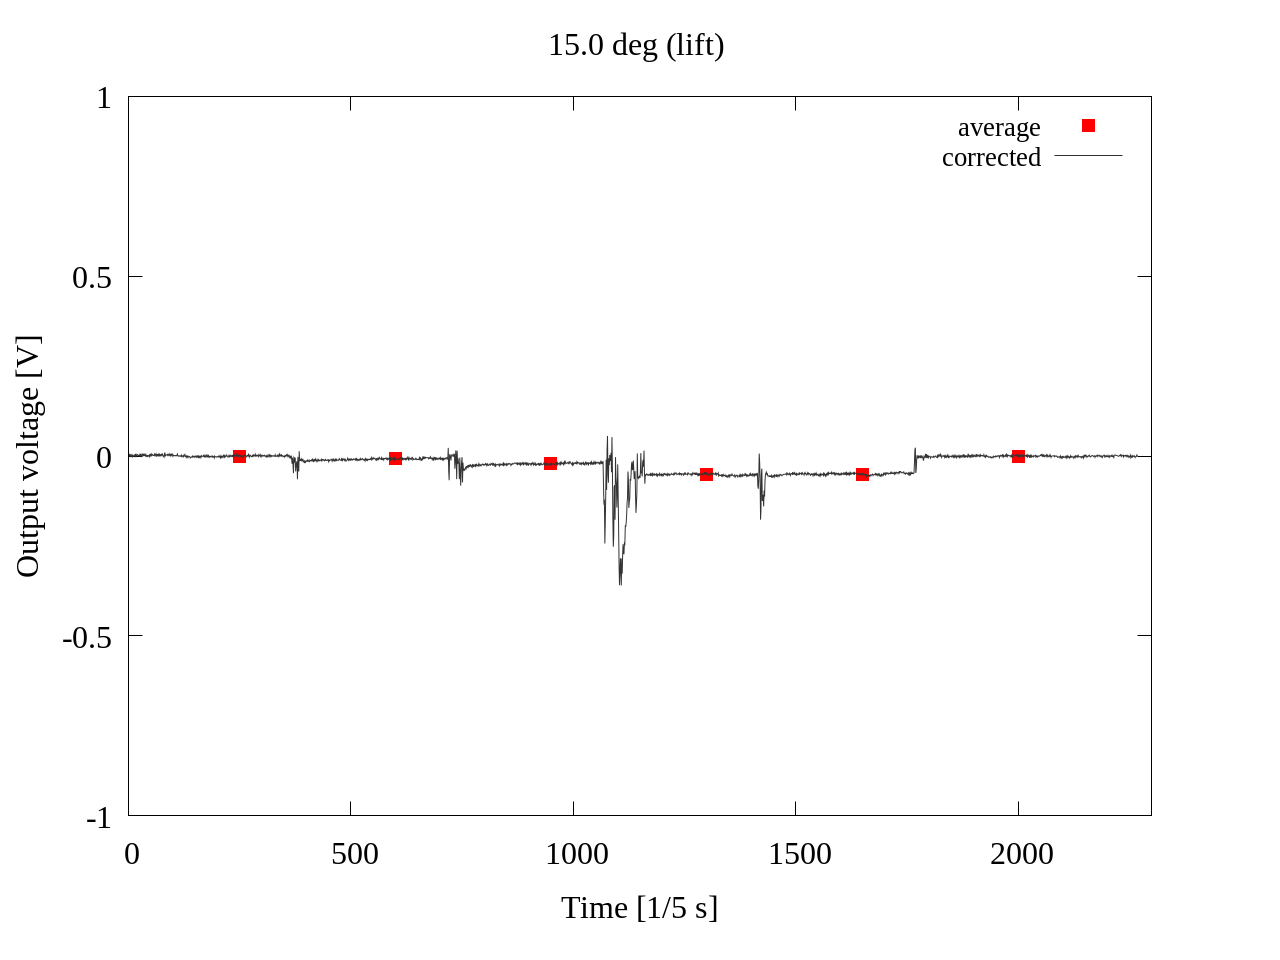 15.0 deg (lift)
1
0.5
0
-0.5
-1
Output voltage [V]
average
corrected
0 500 1000 1500 2000
Time [1/5 s]